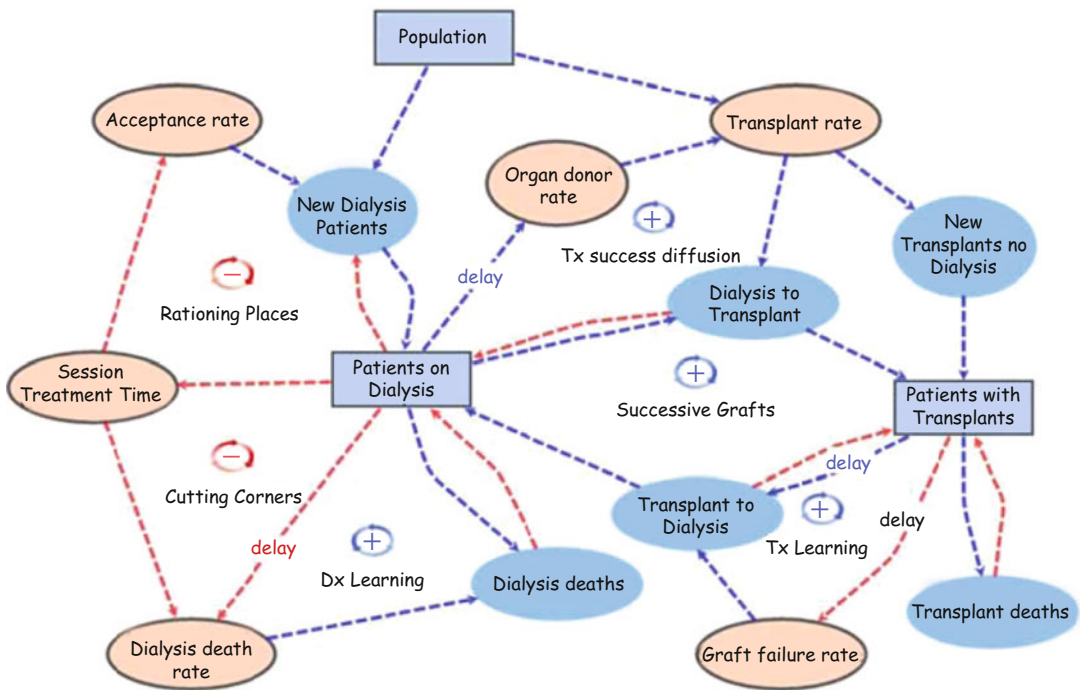 Population
Acceptance rate
Transplant rate
Organ donor
rate
New Dialysis
Patients
+
New
Transplants no
Dialysis
Tx success diffusion
delay
−
Rationing Places
Dialysis to
Transplant
Session
Treatment Time
Patients on
Dialysis
+
Successive Grafts
Patients with
Transplants
−
Cutting Corners
delay
Transplant to
Dialysis
+
Tx Learning
delay
delay
+
Dx Learning
Dialysis deaths
Transplant deaths
Dialysis death
rate
Graft failure rate